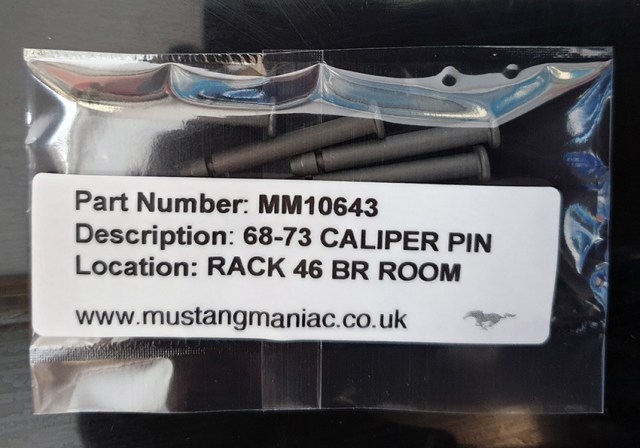 Part Number: MM10643
Description: 68-73 CALIPER PIN
Location: RACK 46 BR ROOM
www.mustangmaniac.co.uk